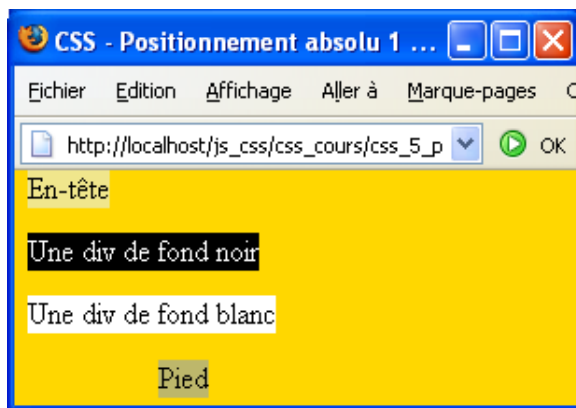 CSS - Positionnement absolu 1 ...
Fichier Edition Affichage Aller à Marque-pages
http://localhost/js_css/css_cours/css_5_p OK
En-tête
Une div de fond noir
Une div de fond blanc
Pied